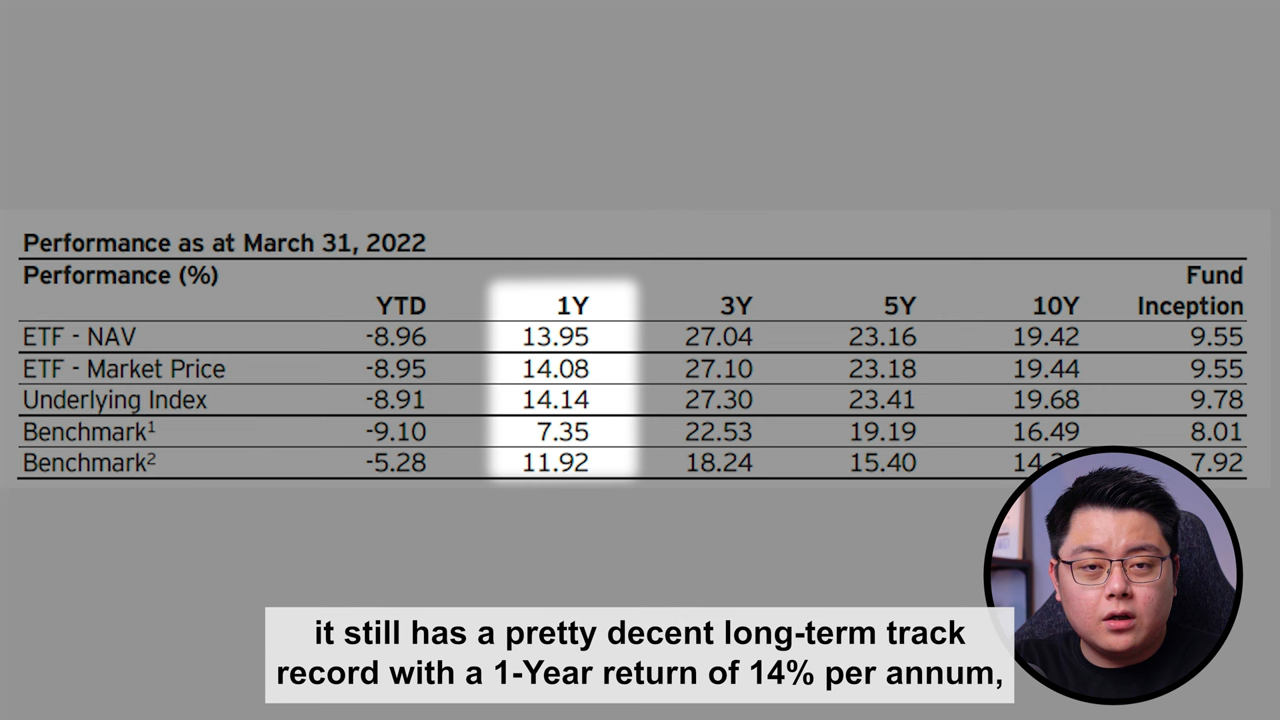 Performance as at March 31, 2022
Performance (%) Fund
YTD 1Y 3Y 5Y 10Y Inception
ETF - NAV -8.96 13.95 27.04 23.16 19.42 9.55
ETF - Market Price -8.95 14.08 27.10 23.18 19.44 9.55
Underlying Index -8.91 14.14 27.30 23.41 19.68 9.78
Benchmark¹ -9.10 7.35 22.53 19.19 16.49 8.01
Benchmark² -5.28 11.92 18.24 15.40 7.92
it still has a pretty decent long-term track
record with a 1-Year return of 14% per annum,